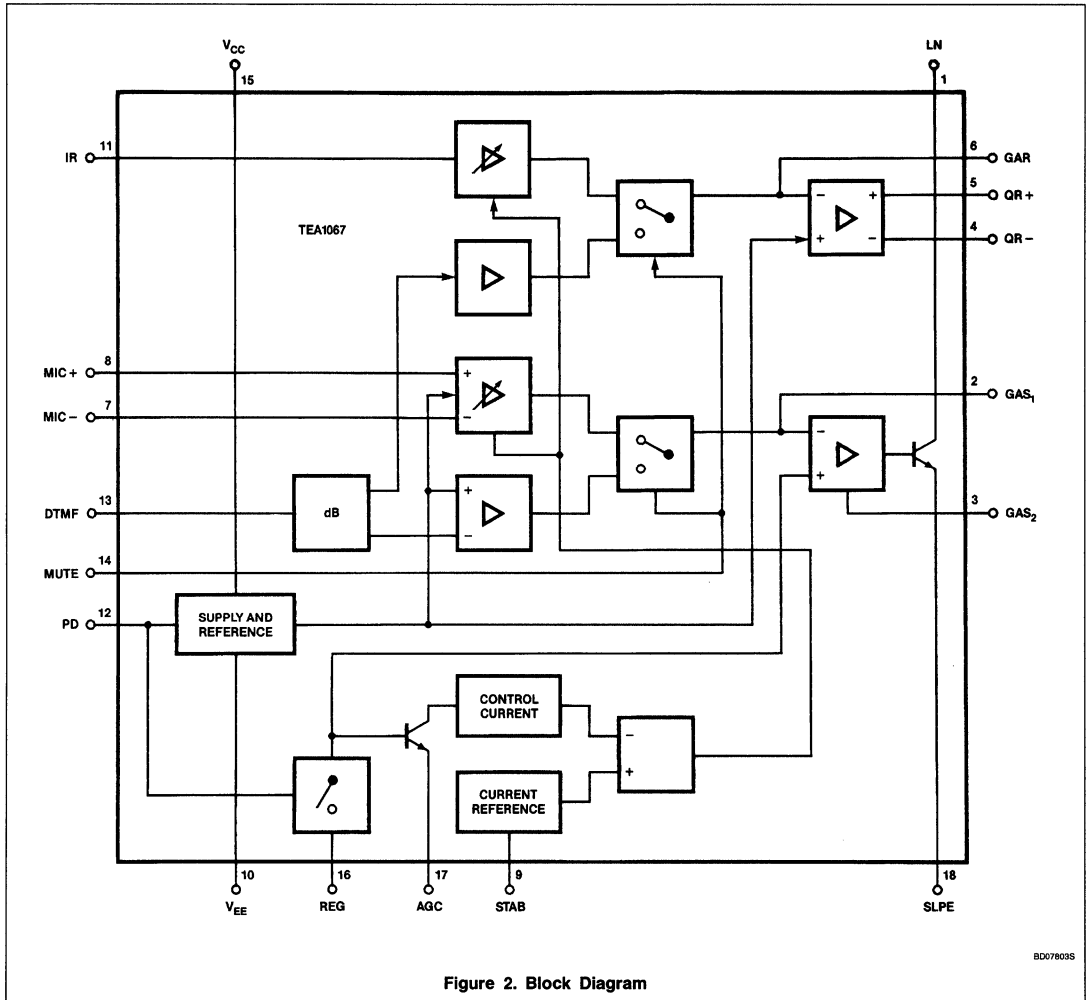 VCC
LN
15
1
11
IR
6
GAR
5
QR+
TEA1067
- +
+ -
4
QR-
8
MIC+
+
2
GAS1
7
MIC-
-
-
+
13
DTMF
dB
+
-
3
GAS2
14
MUTE
12
PD
SUPPLY AND
REFERENCE
CONTROL
CURRENT
-
+
CURRENT
REFERENCE
10
16
17
9
18
VEE
REG
AGC
STAB
SLPE
BD07803S
Figure 2. Block Diagram